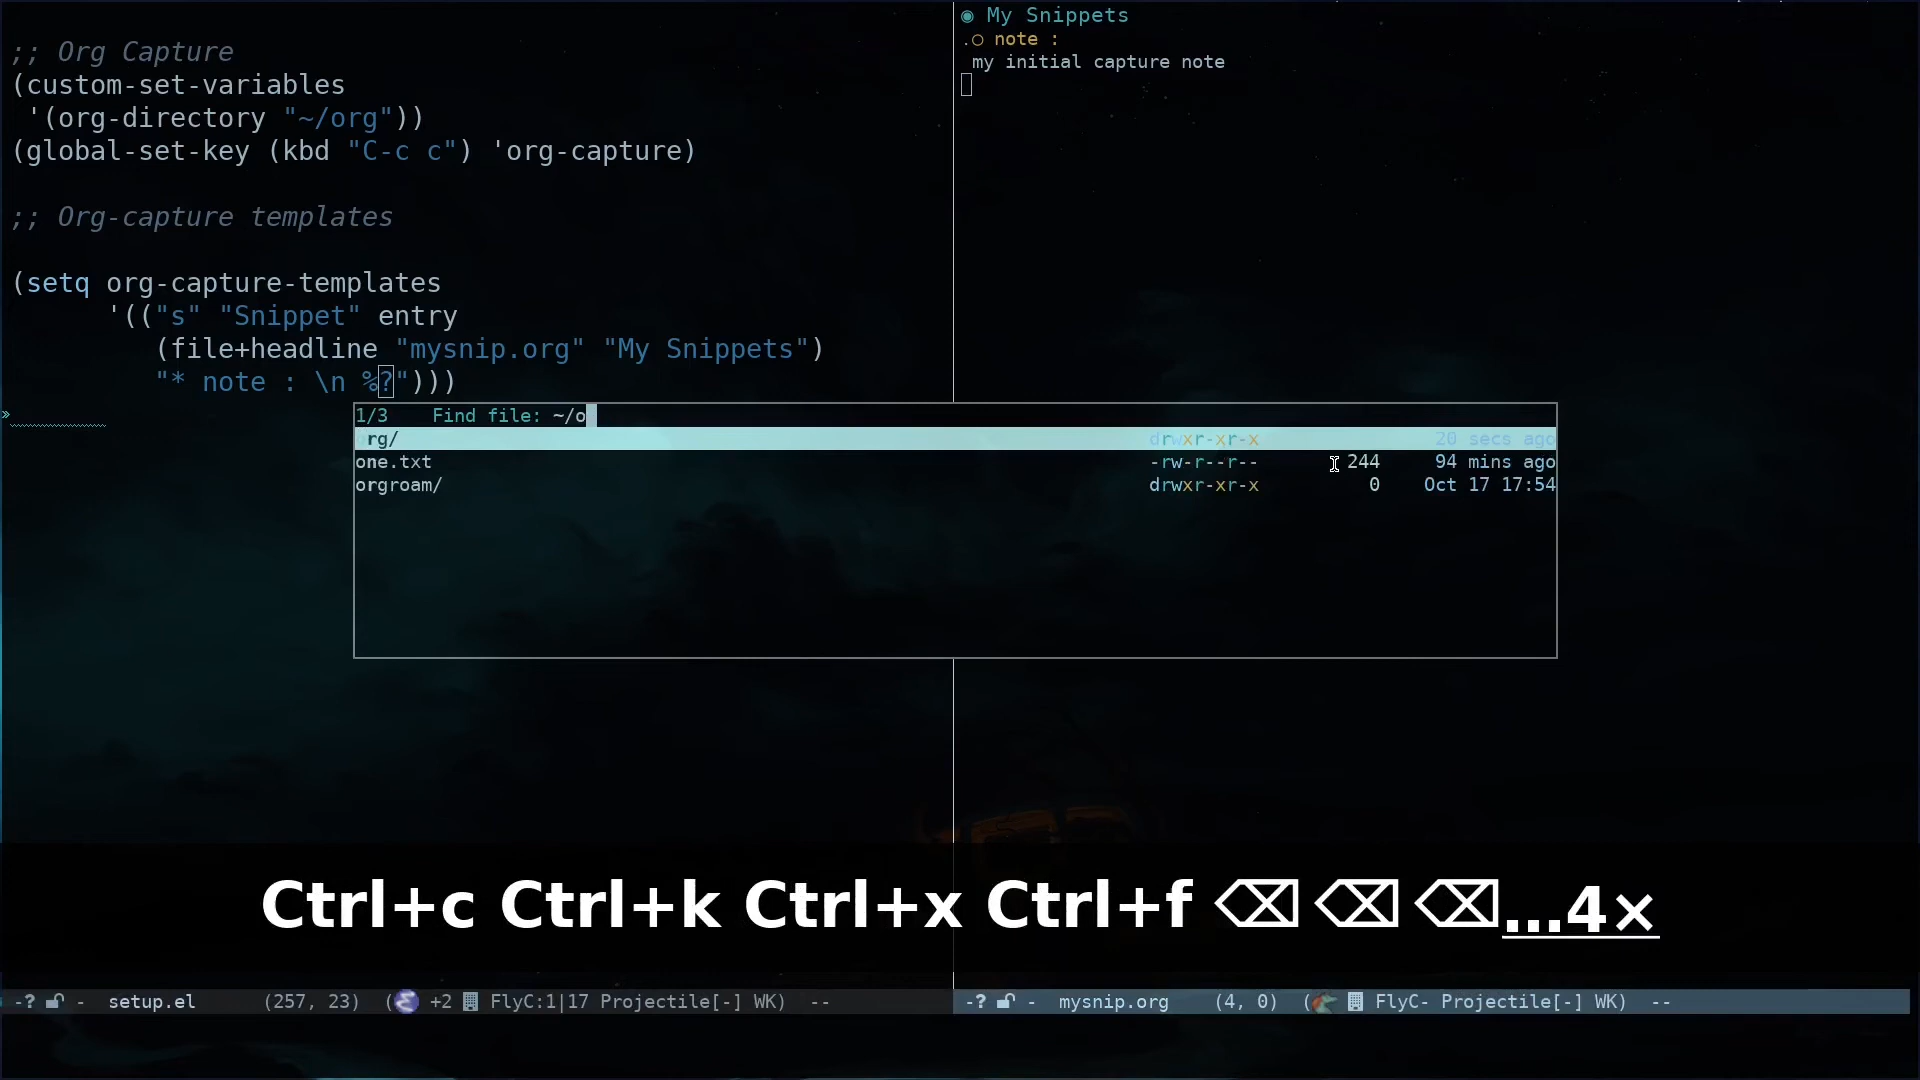 ;; Org Capture
(custom-set-variables
 '(org-directory "~/org"))
(global-set-key (kbd "C-c c") 'org-capture)
;; Org-capture templates
(setq org-capture-templates
      '(("s" "Snippet" entry
         (file+headline "mysnip.org" "My Snippets")
         "* note : \n %?")))
»
◉ My Snippets
.○ note :
my initial capture note
1/3    Find file: ~/o
org/ drwxr-xr-x 20 secs ago
one.txt -rw-r--r-- 244 94 mins ago
orgroam/ drwxr-xr-x 0 Oct 17 17:54
Ctrl+c Ctrl+k Ctrl+x Ctrl+f ⌫⌫⌫...4×
-? - setup.el (257, 23) ( +2 FlyC:1|17 Projectile[-] WK) --
-? - mysnip.org (4, 0) ( FlyC- Projectile[-] WK) --